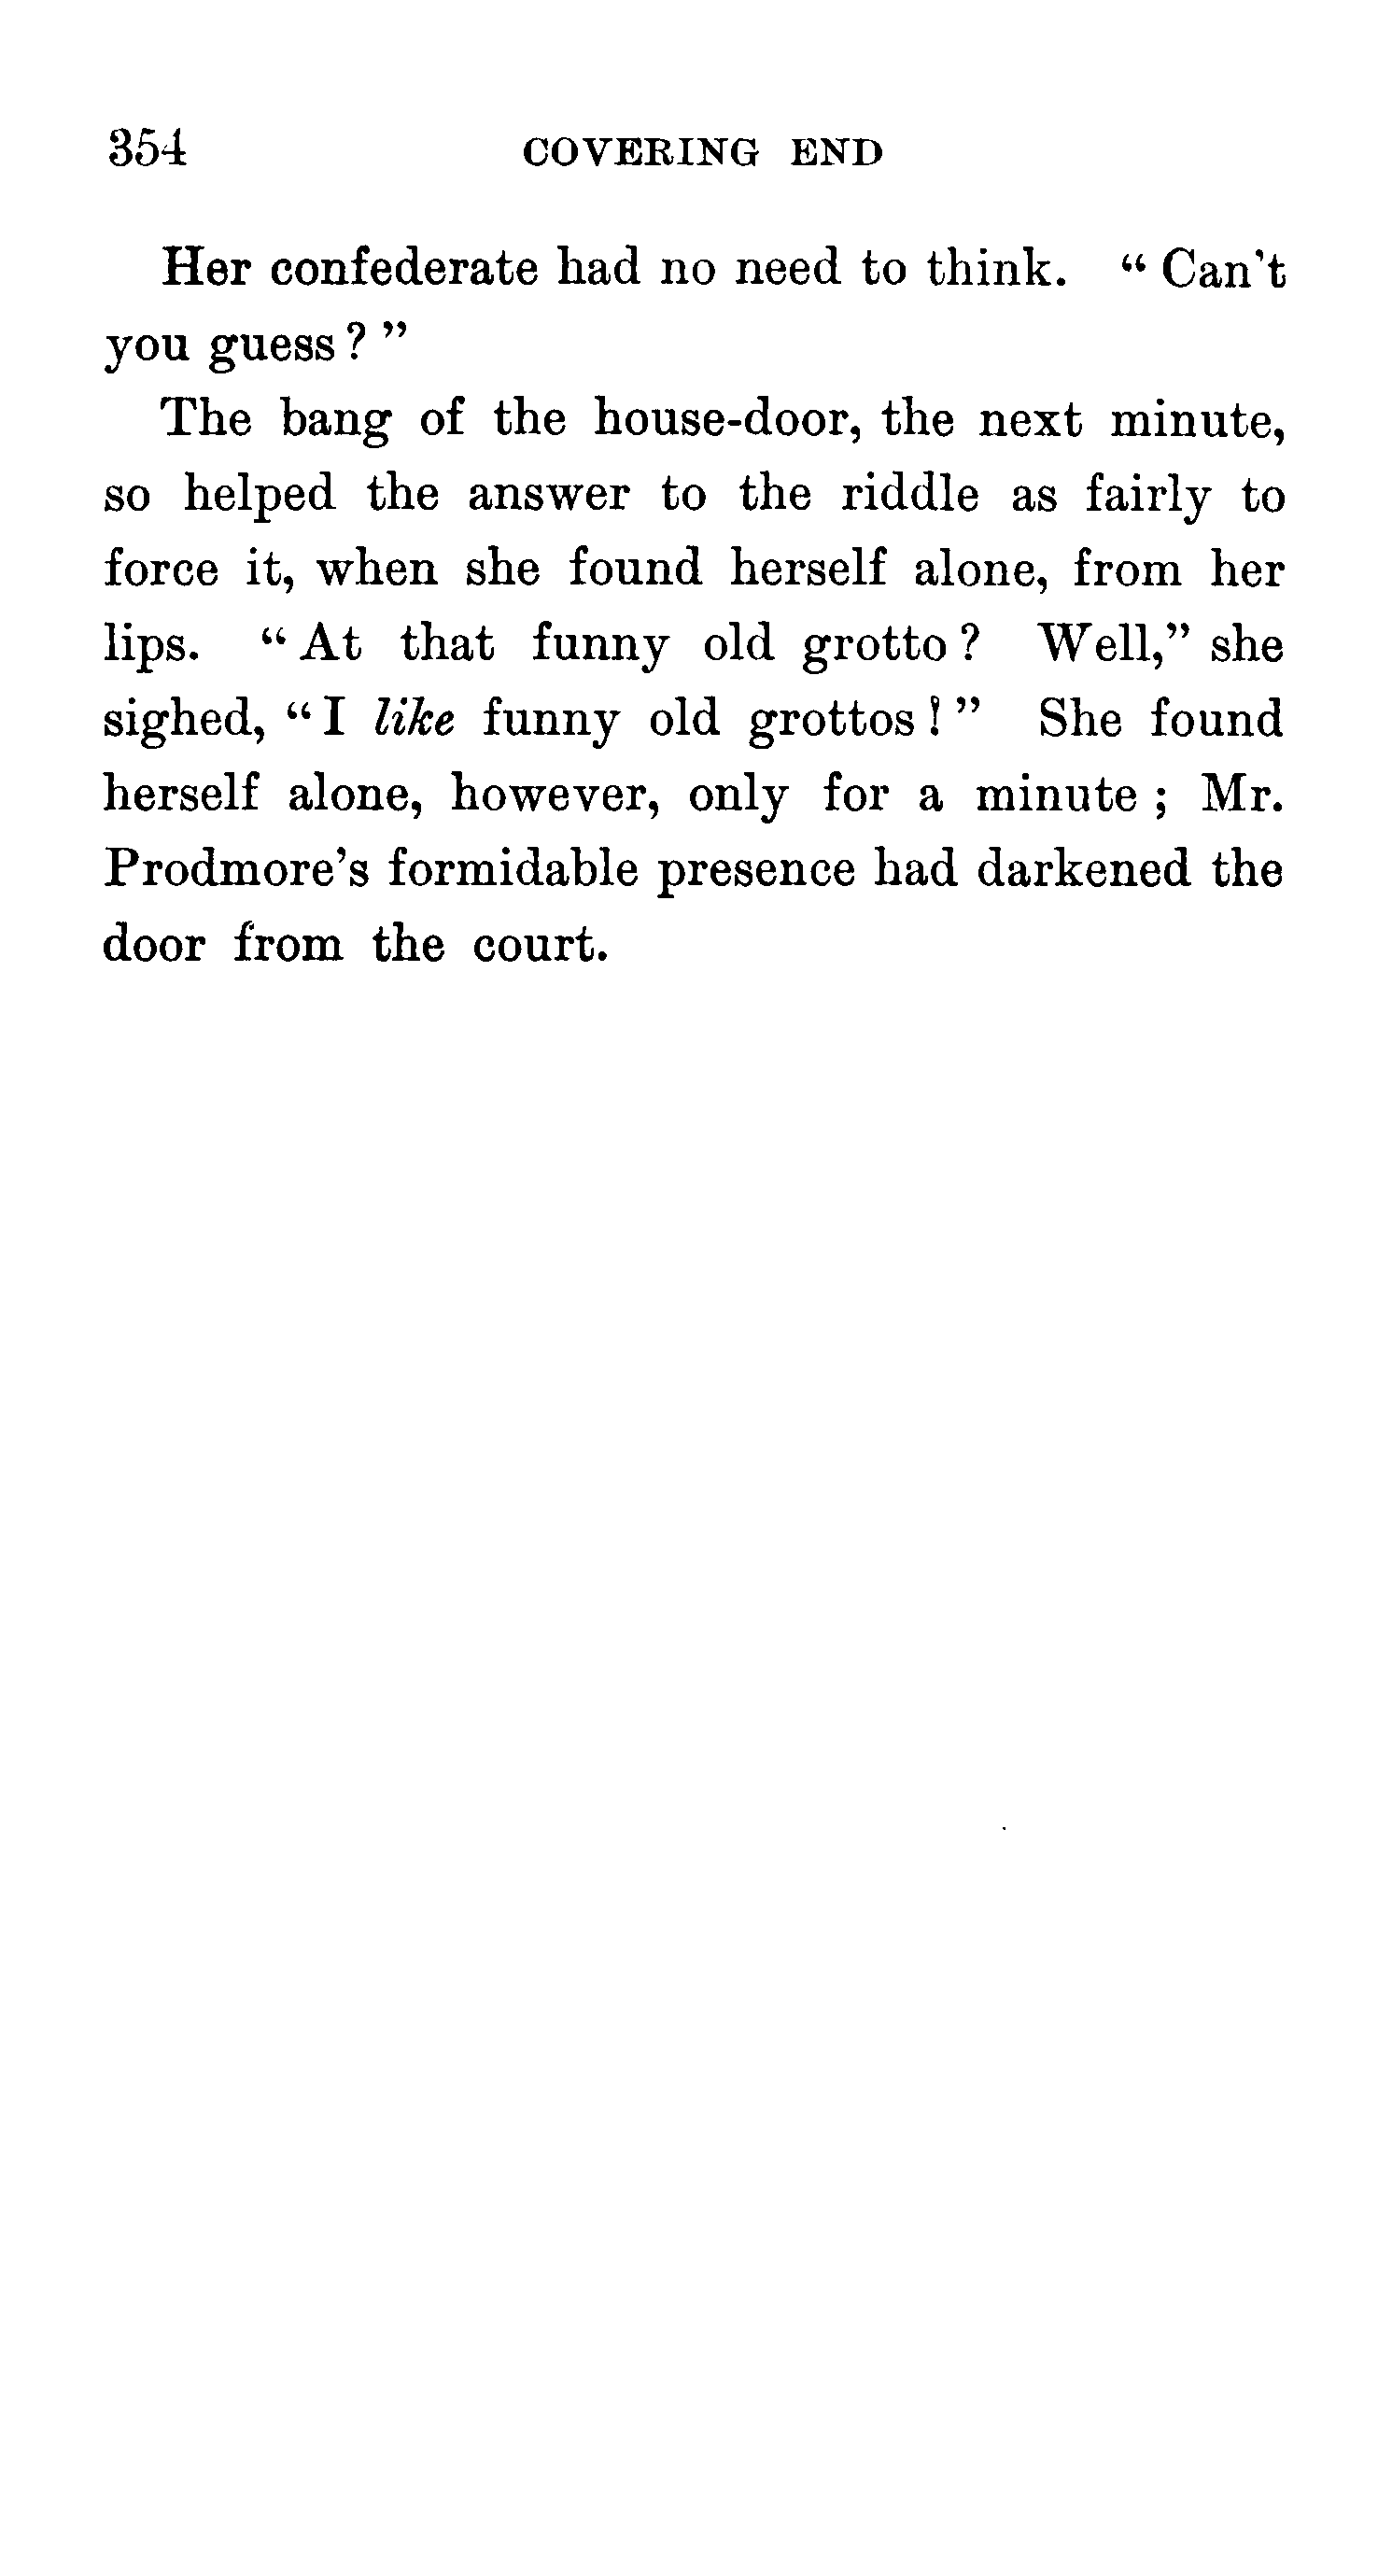 354 COVERING END
Her confederate had no need to think. “ Can't
you guess ? ”
The bang of the house-door, the next minute,
so helped the answer to the riddle as fairly to
force it, when she found herself alone, from her
lips. “ At that funny old grotto ? Well,” she
sighed, “ I like funny old grottos ! ” She found
herself alone, however, only for a minute ; Mr.
Prodmore’s formidable presence had darkened the
door from the court.